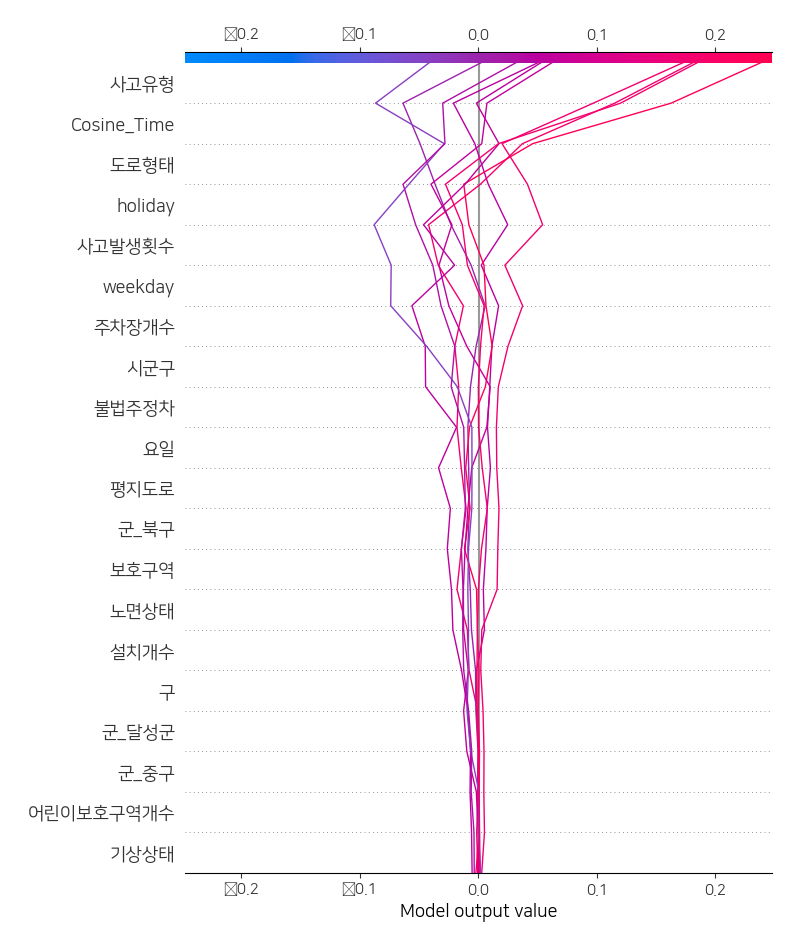 ☒0.2 ☒0.1 0.0 0.1 0.2
사고유형
Cosine_Time
도로형태
holiday
사고발생횟수
weekday
주차장개수
시군구
불법주정차
요일
평지도로
군_북구
보호구역
노면상태
설치개수
구
군_달성군
군_중구
어린이보호구역개수
기상상태
☒0.2 ☒0.1 0.0 0.1 0.2
Model output value